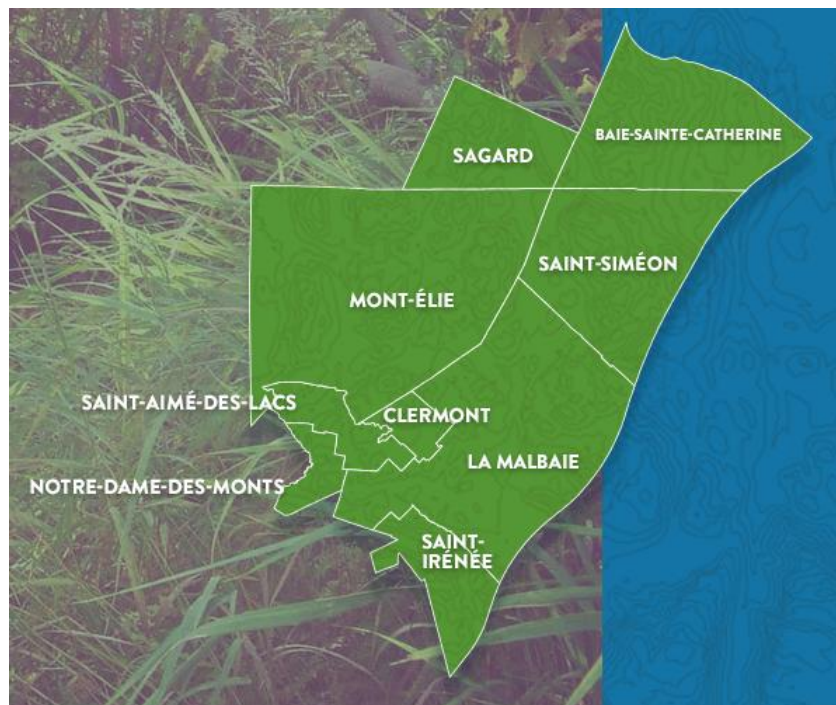 BAIE-SAINTE-CATHERINE
SAGARD
SAINT-SIMÉON
MONT-ÉLIE
SAINT-AIMÉ-DES-LACS
CLERMONT
LA MALBAIE
NOTRE-DAME-DES-MONTS
SAINT-
IRÉNÉE